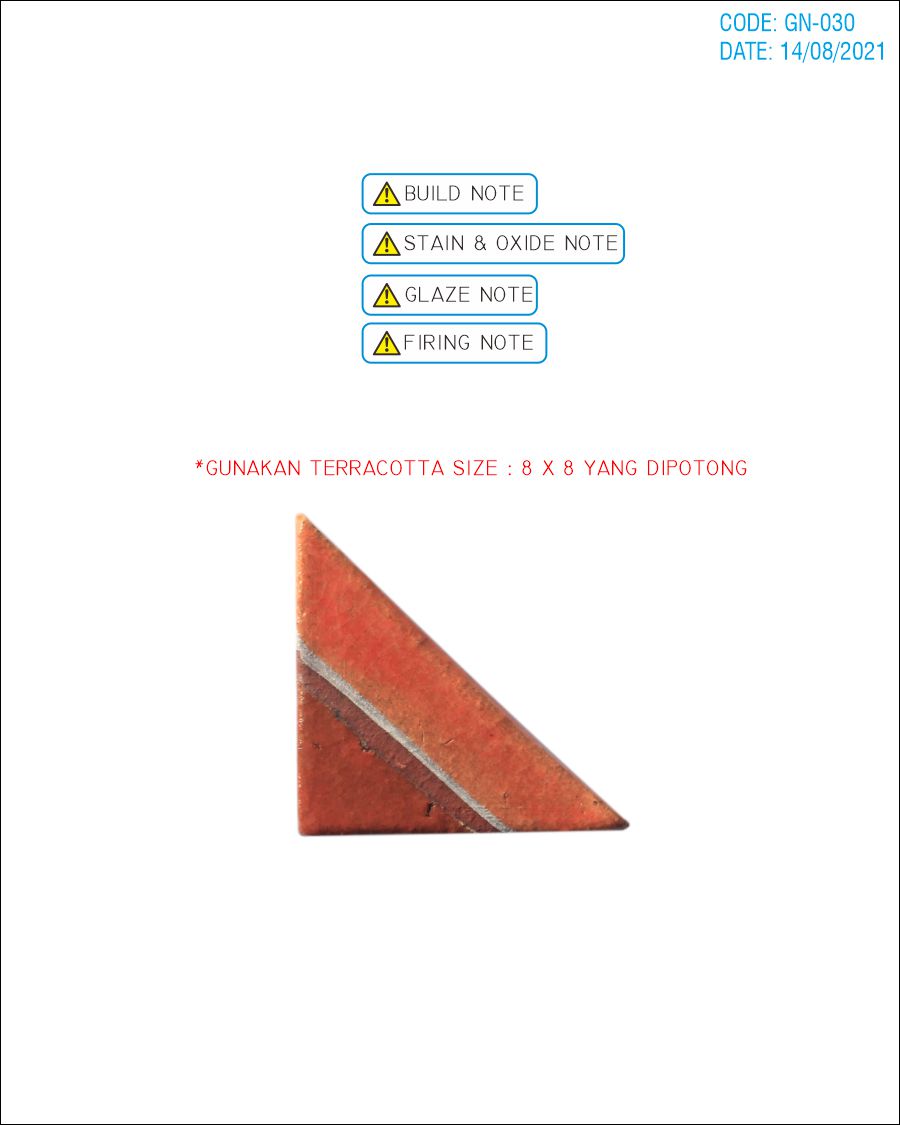 CODE: GN-030
DATE: 14/08/2021
BUILD NOTE
STAIN & OXIDE NOTE
GLAZE NOTE
FIRING NOTE
*GUNAKAN TERRACOTTA SIZE : 8 X 8 YANG DIPOTONG